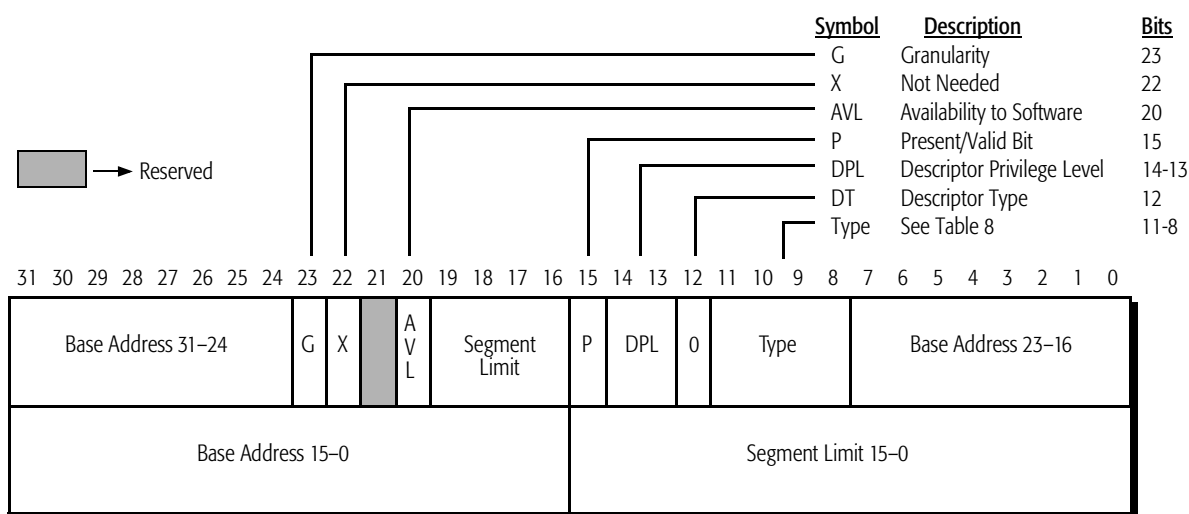 Symbol Description Bits
G Granularity 23
X Not Needed 22
AVL Availability to Software 20
P Present/Valid Bit 15
DPL Descriptor Privilege Level 14-13
DT Descriptor Type 12
Type See Table 8 11-8
Reserved
31 30 29 28 27 26 25 24 23 22 21 20 19 18 17 16 15 14 13 12 11 10 9 8 7 6 5 4 3 2 1 0
Base Address 31–24 G X AVL Segment Limit P DPL 0 Type Base Address 23–16
Base Address 15–0 Segment Limit 15–0